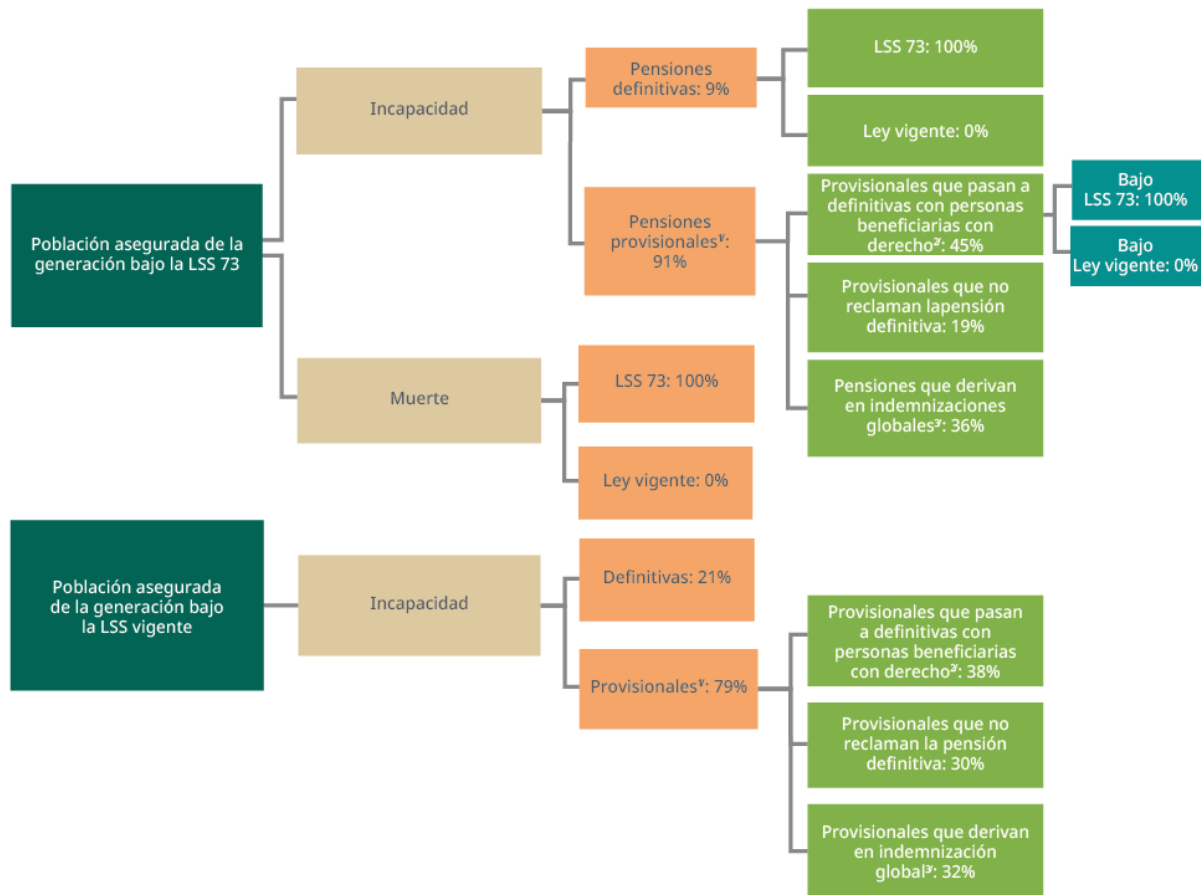 Población asegurada de la
generación bajo la LSS 73
Incapacidad
Pensiones
definitivas: 9%
LSS 73: 100%
Ley vigente: 0%
Pensiones
provisionales¹/:
91%
Provisionales que pasan a
definitivas con personas
beneficiarias con
derecho²/: 45%
Bajo
LSS 73: 100%
Bajo
Ley vigente: 0%
Provisionales que no
reclaman lapensión
definitiva: 19%
Pensiones que derivan
en indemnizaciones
globales³/: 36%
Muerte
LSS 73: 100%
Ley vigente: 0%
Población asegurada
de la generación bajo
la LSS vigente
Incapacidad
Definitivas: 21%
Provisionales¹/: 79%
Provisionales que pasan
a definitivas con
personas beneficiarias
con derecho²/: 38%
Provisionales que no
reclaman la pensión
definitiva: 30%
Provisionales que derivan
en indemnización
global³/: 32%